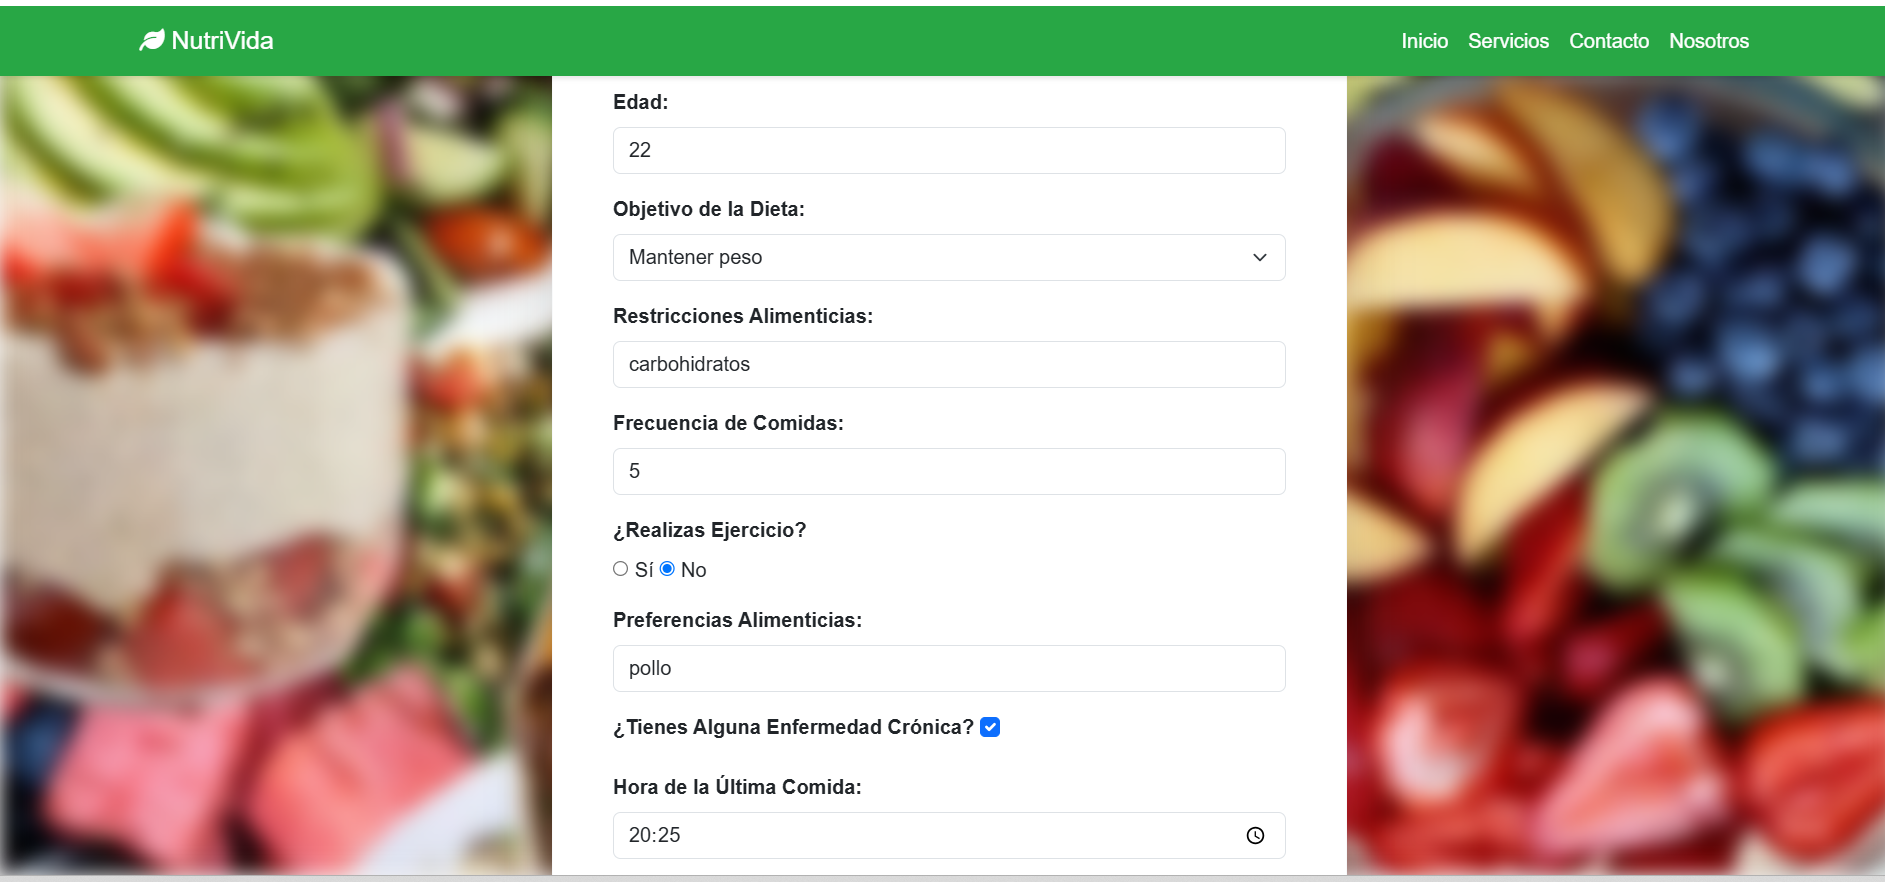 NutriVida
Inicio Servicios Contacto Nosotros
Edad:
22
Objetivo de la Dieta:
Mantener peso
Restricciones Alimenticias:
carbohidratos
Frecuencia de Comidas:
5
¿Realizas Ejercicio?
Sí No
Preferencias Alimenticias:
pollo
¿Tienes Alguna Enfermedad Crónica?
Hora de la Última Comida:
20:25